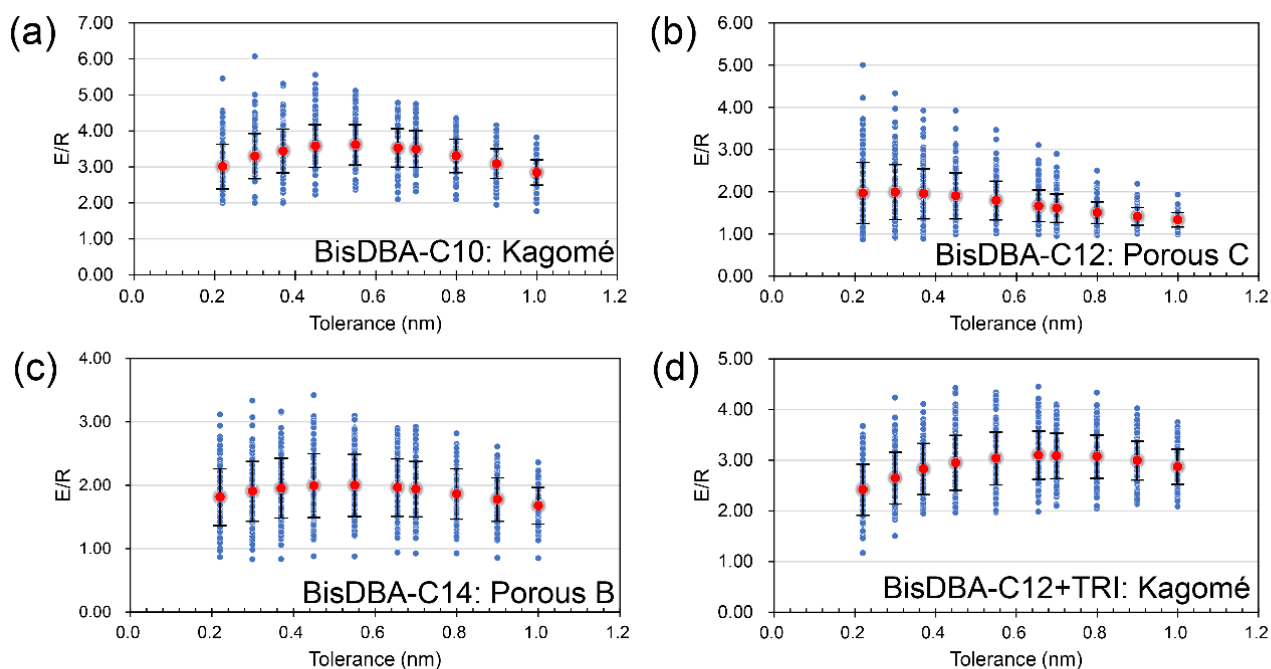 (a)
7.00
6.00
5.00
4.00
3.00
2.00
1.00
0.00
E/R
BisDBA-C10: Kagomé
0.0 0.2 0.4 0.6 0.8 1.0 1.2
Tolerance (nm)
(b)
6.00
5.00
4.00
3.00
2.00
1.00
0.00
E/R
BisDBA-C12: Porous C
0.0 0.2 0.4 0.6 0.8 1.0 1.2
Tolerance (nm)
(c)
4.00
3.00
2.00
1.00
0.00
E/R
BisDBA-C14: Porous B
0.0 0.2 0.4 0.6 0.8 1.0 1.2
Tolerance (nm)
(d)
5.00
4.00
3.00
2.00
1.00
0.00
E/R
BisDBA-C12+TRI: Kagomé
0.0 0.2 0.4 0.6 0.8 1.0 1.2
Tolerance (nm)